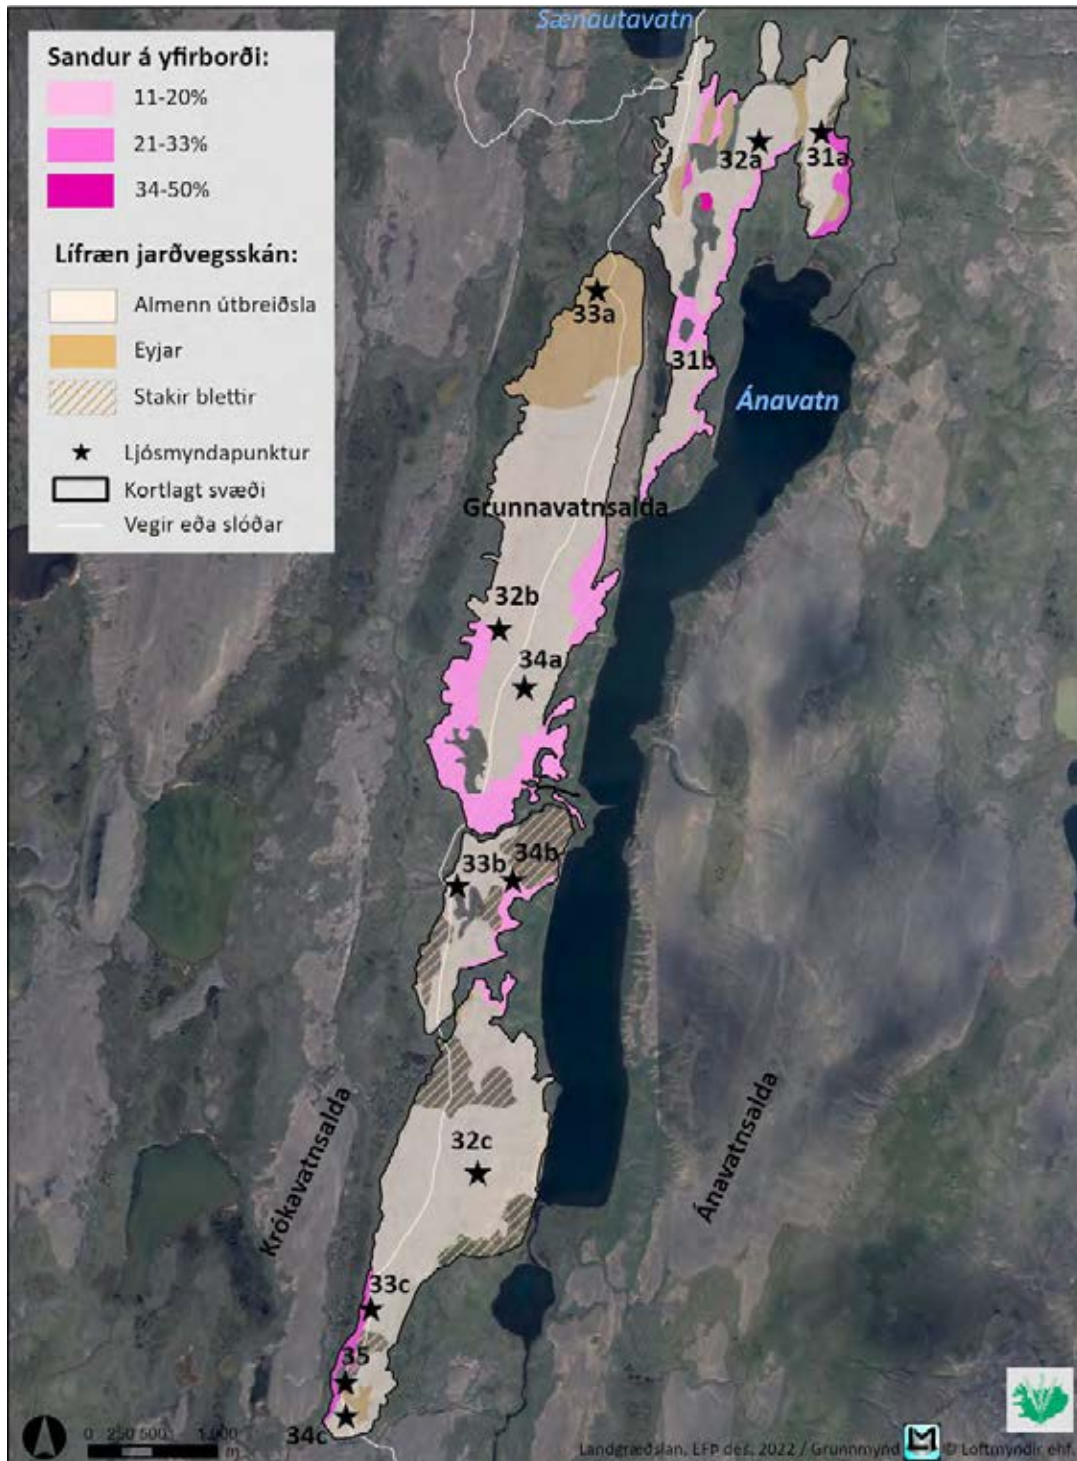 Sænautavatn
Sandur á yfirborði:
11-20%
21-33%
34-50%
Lífræn jarðvegsskán:
Almenn útbreiðsla
Eyjar
Stakir blettir
Ljósmyndapunktur
Kortlagt svæði
Vegir eða slóðar
32a
31a
33a
31b
Ánavatn
Grunnavatnsalda
32b
34a
33b
34b
32c
Krókavatnsalda
Ánavatnsalda
33c
35
34c
0 250 500 1.000
m
Landgræðslan, EFÞ des. 2022 / Grunnmynd © Loftmyndir ehf.